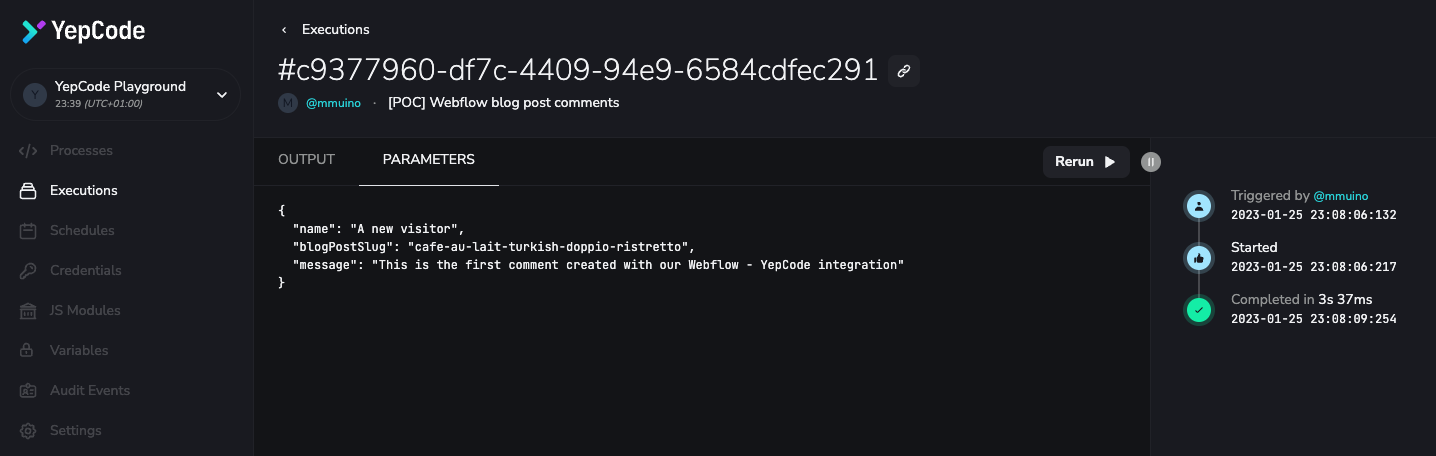 YepCode
Y
YepCode Playground
23:39 (UTC+01:00)
Processes
Executions
Schedules
Credentials
JS Modules
Variables
Audit Events
Settings
Executions
#c9377960-df7c-4409-94e9-6584cdfec291
M @mmuino · [POC] Webflow blog post comments
OUTPUT PARAMETERS
Rerun
{
"name": "A new visitor",
"blogPostSlug": "cafe-au-lait-turkish-doppio-ristretto",
"message": "This is the first comment created with our Webflow - YepCode integration"
}
Triggered by @mmuino
2023-01-25 23:08:06:132
Started
2023-01-25 23:08:06:217
Completed in 3s 37ms
2023-01-25 23:08:09:254